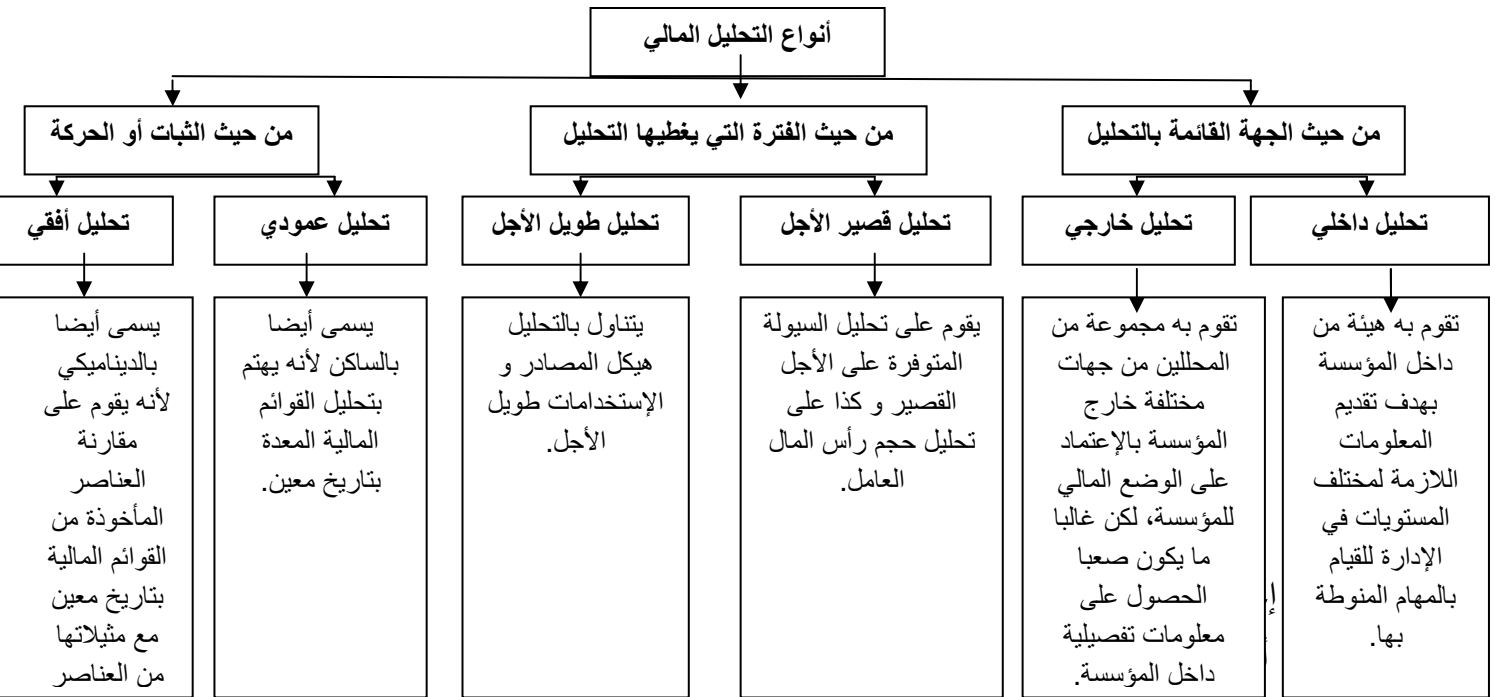 أنواع التحليل المالي
من حيث الجهة القائمة بالتحليل
من حيث الفترة التي يغطيها التحليل
من حيث الثبات أو الحركة
تحليل داخلي
تحليل خارجي
تحليل قصير الأجل
تحليل طويل الأجل
تحليل عمودي
تحليل أفقي
تقوم به هيئة من
داخل المؤسسة
بهدف تقديم
المعلومات
اللازمة لمختلف
المستويات في
الإدارة للقيام
بالمهام المنوطة
بها.
تقوم به مجموعة من
المحللين من جهات
مختلفة خارج
المؤسسة بالإعتماد
على الوضع المالي
للمؤسسة، لكن غالبا
ما يكون صعبا
الحصول على
معلومات تفصيلية
داخل المؤسسة.
يقوم على تحليل السيولة
المتوفرة على الأجل
القصير و كذا على
تحليل حجم رأس المال
العامل.
يتناول بالتحليل
هيكل المصادر و
الإستخدامات طويل
الأجل.
يسمى أيضا
بالساكن لأنه يهتم
بتحليل القوائم
المالية المعدة
بتاريخ معين.
يسمى أيضا
بالديناميكي
لأنه يقوم على
مقارنة
العناصر
المأخوذة من
القوائم المالية
بتاريخ معين
مع مثيلاتها
من العناصر